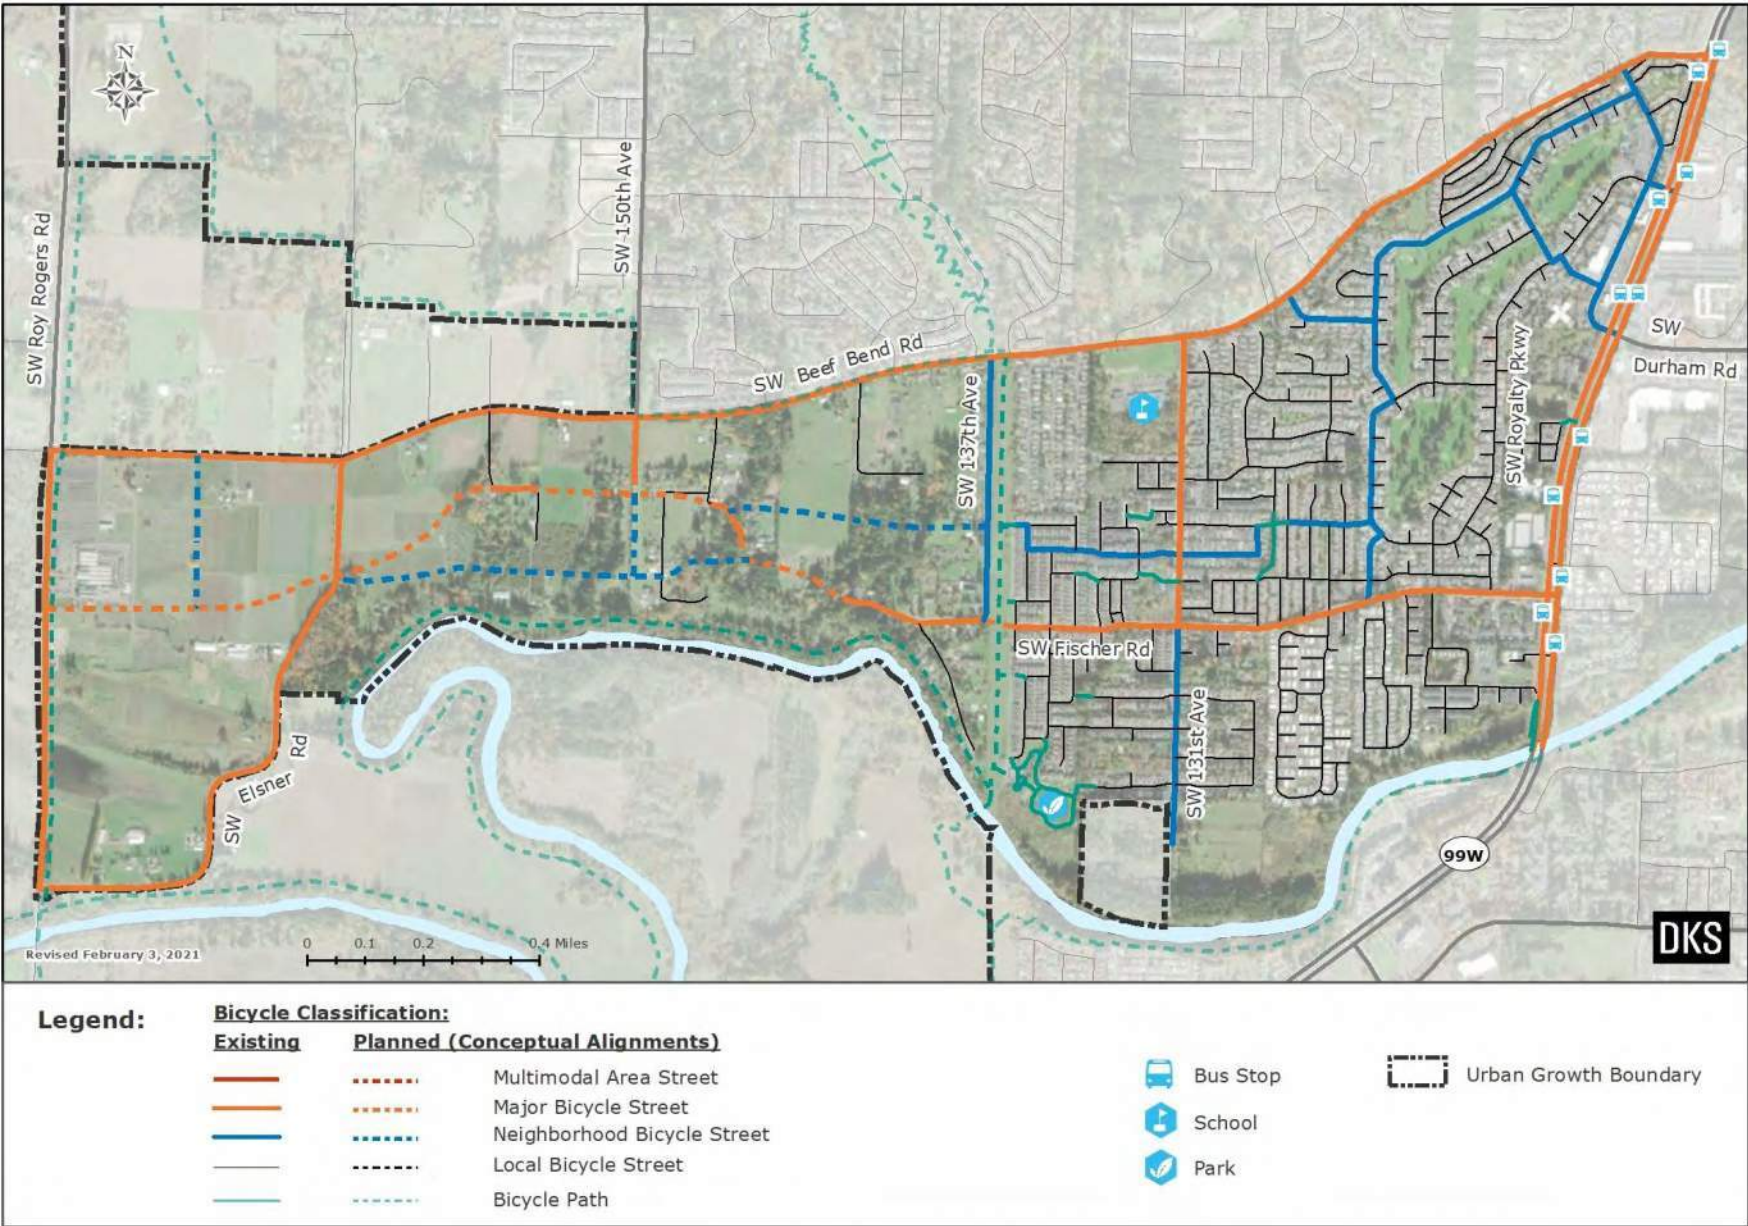 N
SW Roy Rogers Rd
SW 150th Ave
SW Beef Bend Rd
SW 137th Ave
SW Royalty Pkwy
SW
Durham Rd
SW Fischer Rd
SW 131st Ave
SW Elsner Rd
99W
DKS
Revised February 3, 2021
0 0.1 0.2 0.4 Miles
Legend:
Bicycle Classification:
Existing Planned (Conceptual Alignments)
Multimodal Area Street
Major Bicycle Street
Neighborhood Bicycle Street
Local Bicycle Street
Bicycle Path
Bus Stop
School
Park
Urban Growth Boundary